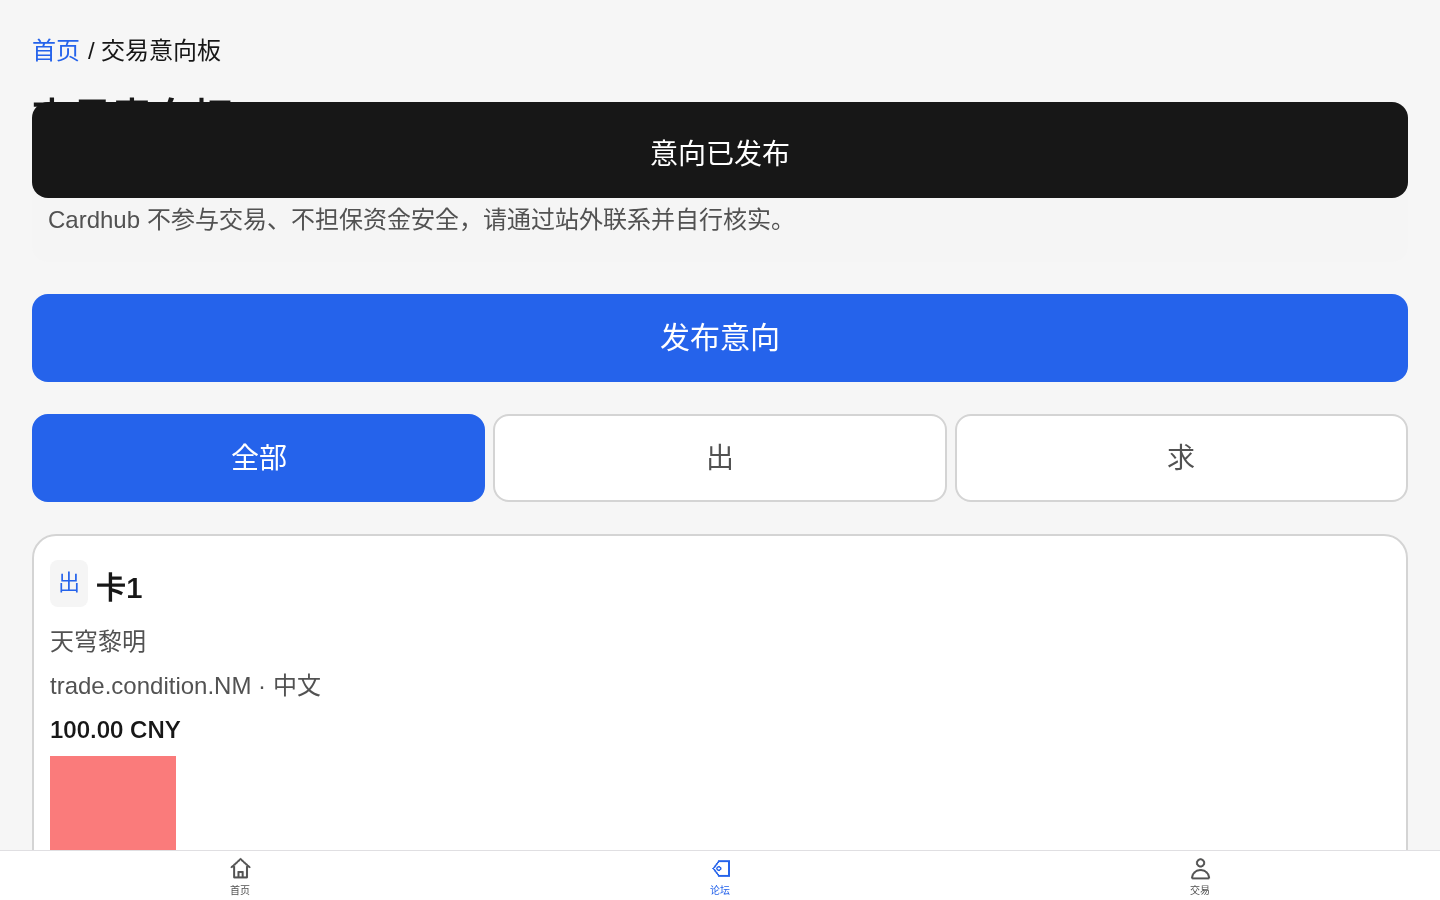 首页 / 交易意向板
意向已发布
Cardhub 不参与交易、不担保资金安全，请通过站外联系并自行核实。
发布意向
全部
出
求
出 卡1
天穹黎明
trade.condition.NM · 中文
100.00 CNY
首页
论坛
交易